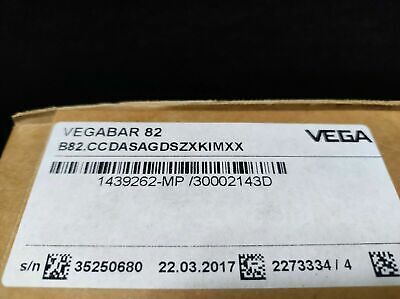 VEGABAR 82
VEGA
B82.CCDASAGDSZXKIMXX
1439262-MP /30002143D
s/n 35250680 22.03.2017 2273334 / 4